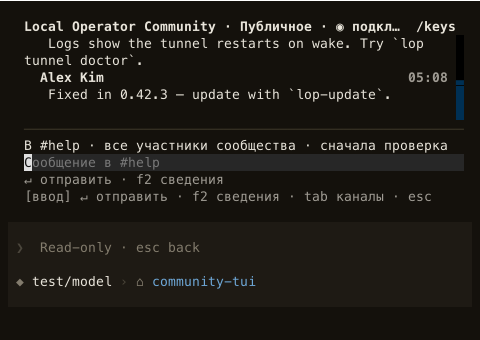 Local Operator Community · Публичное · ◉ подкл… /keys
Logs show the tunnel restarts on wake. Try `lop
tunnel doctor`.
Alex Kim 05:08
Fixed in 0.42.3 — update with `lop-update`.
В #help · все участники сообщества · сначала проверка
Сообщение в #help
↵ отправить · f2 сведения
[ввод] ↵ отправить · f2 сведения · tab каналы · esc
❯ Read-only · esc back
◆ test/model › ⌂ community-tui